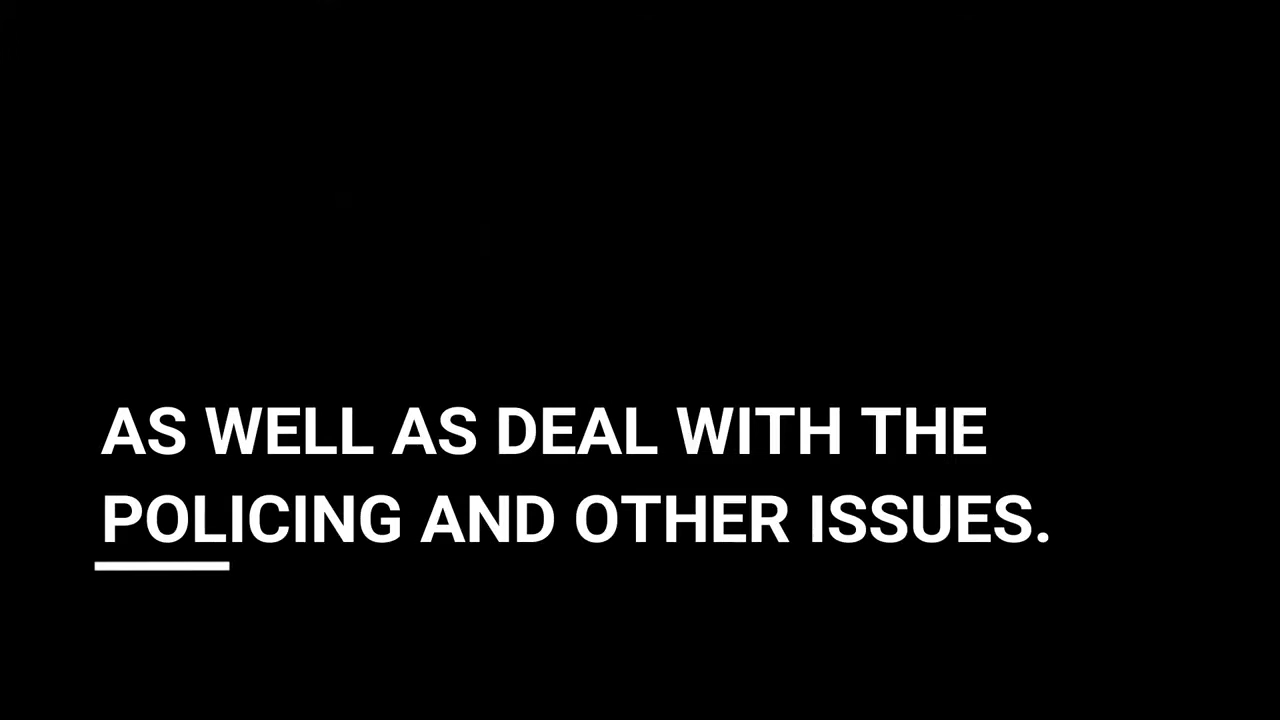 AS WELL AS DEAL WITH THE
POLICING AND OTHER ISSUES.